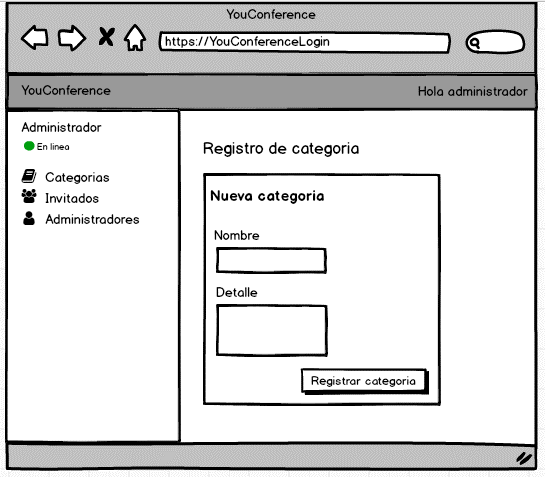 YouConference
https://YouConferenceLogin
YouConference
Hola administrador
Administrador
En linea
Categorias
Invitados
Administradores
Registro de categoria
Nueva categoria
Nombre
Detalle
Registrar categoria